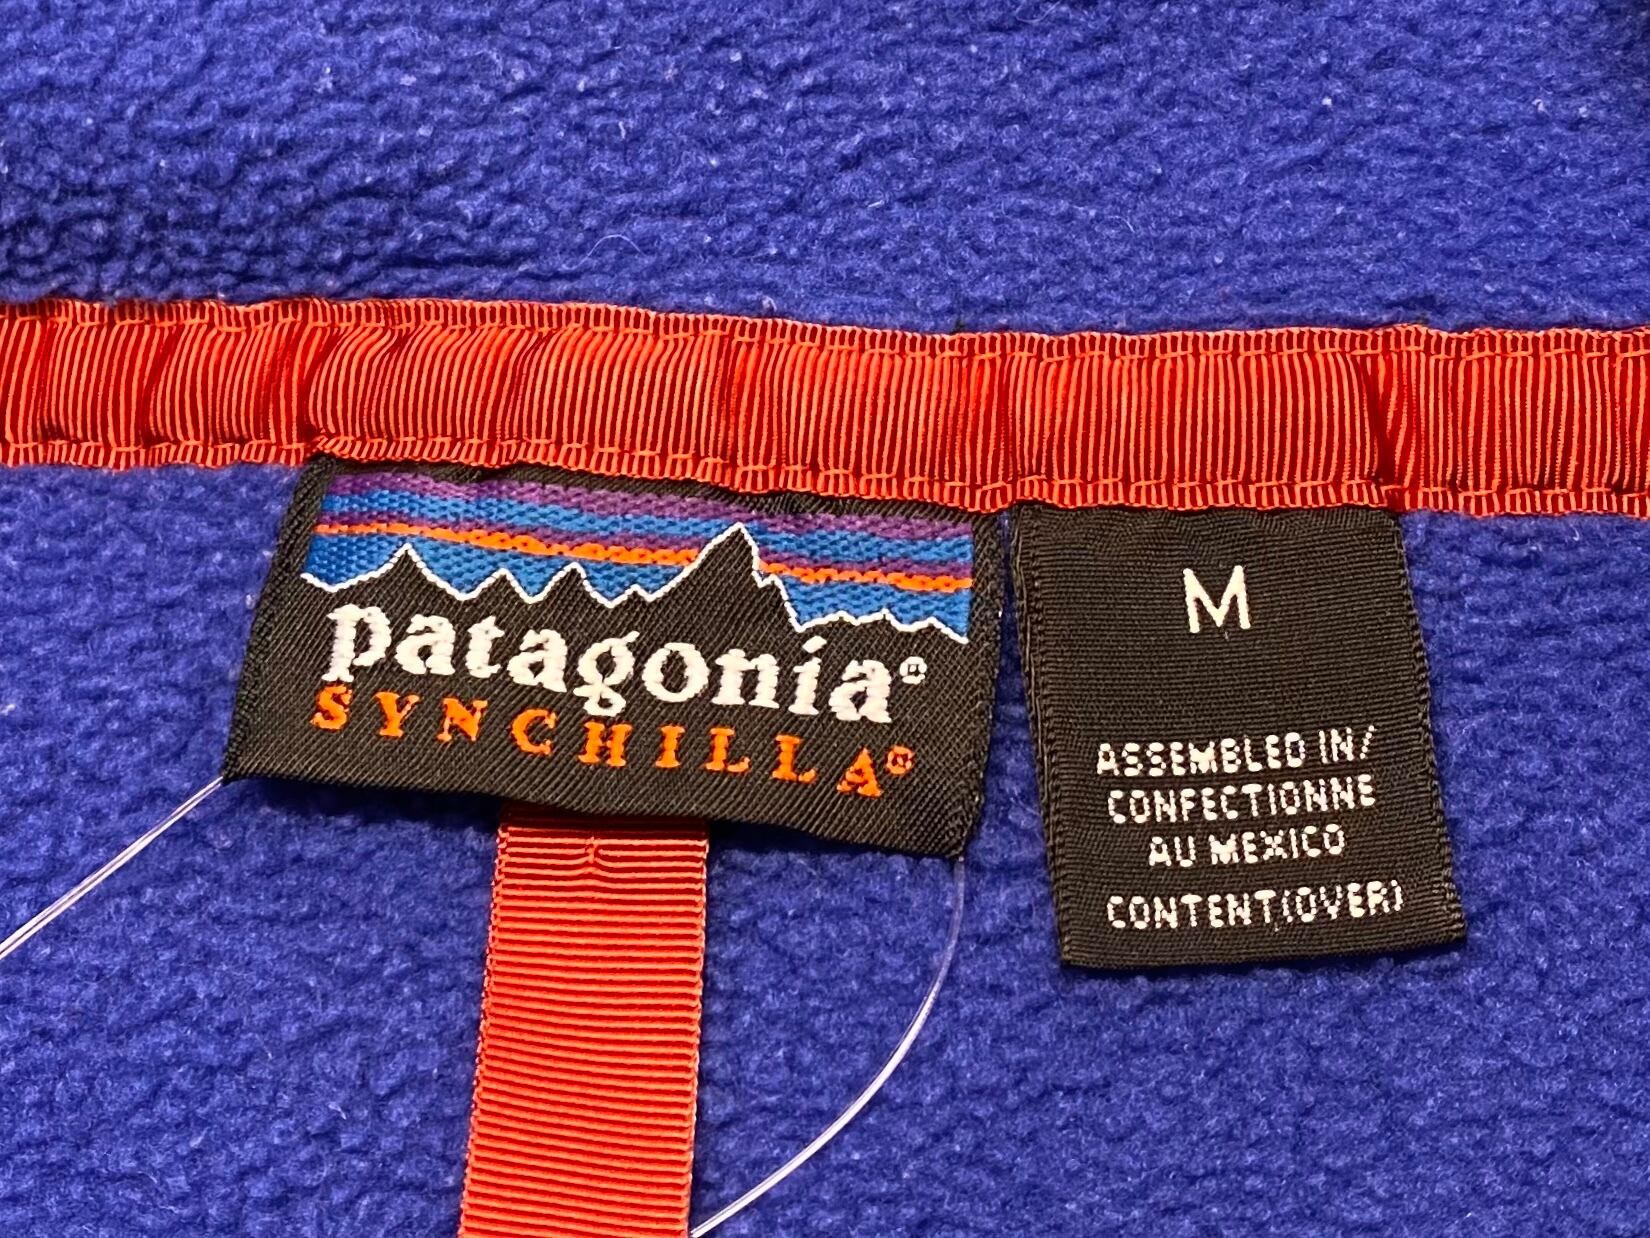 patagonia®
SYNCHILLA®
M
ASSEMBLED IN/
CONFECTIONNE
AU MEXICO
CONTENT(OVER)